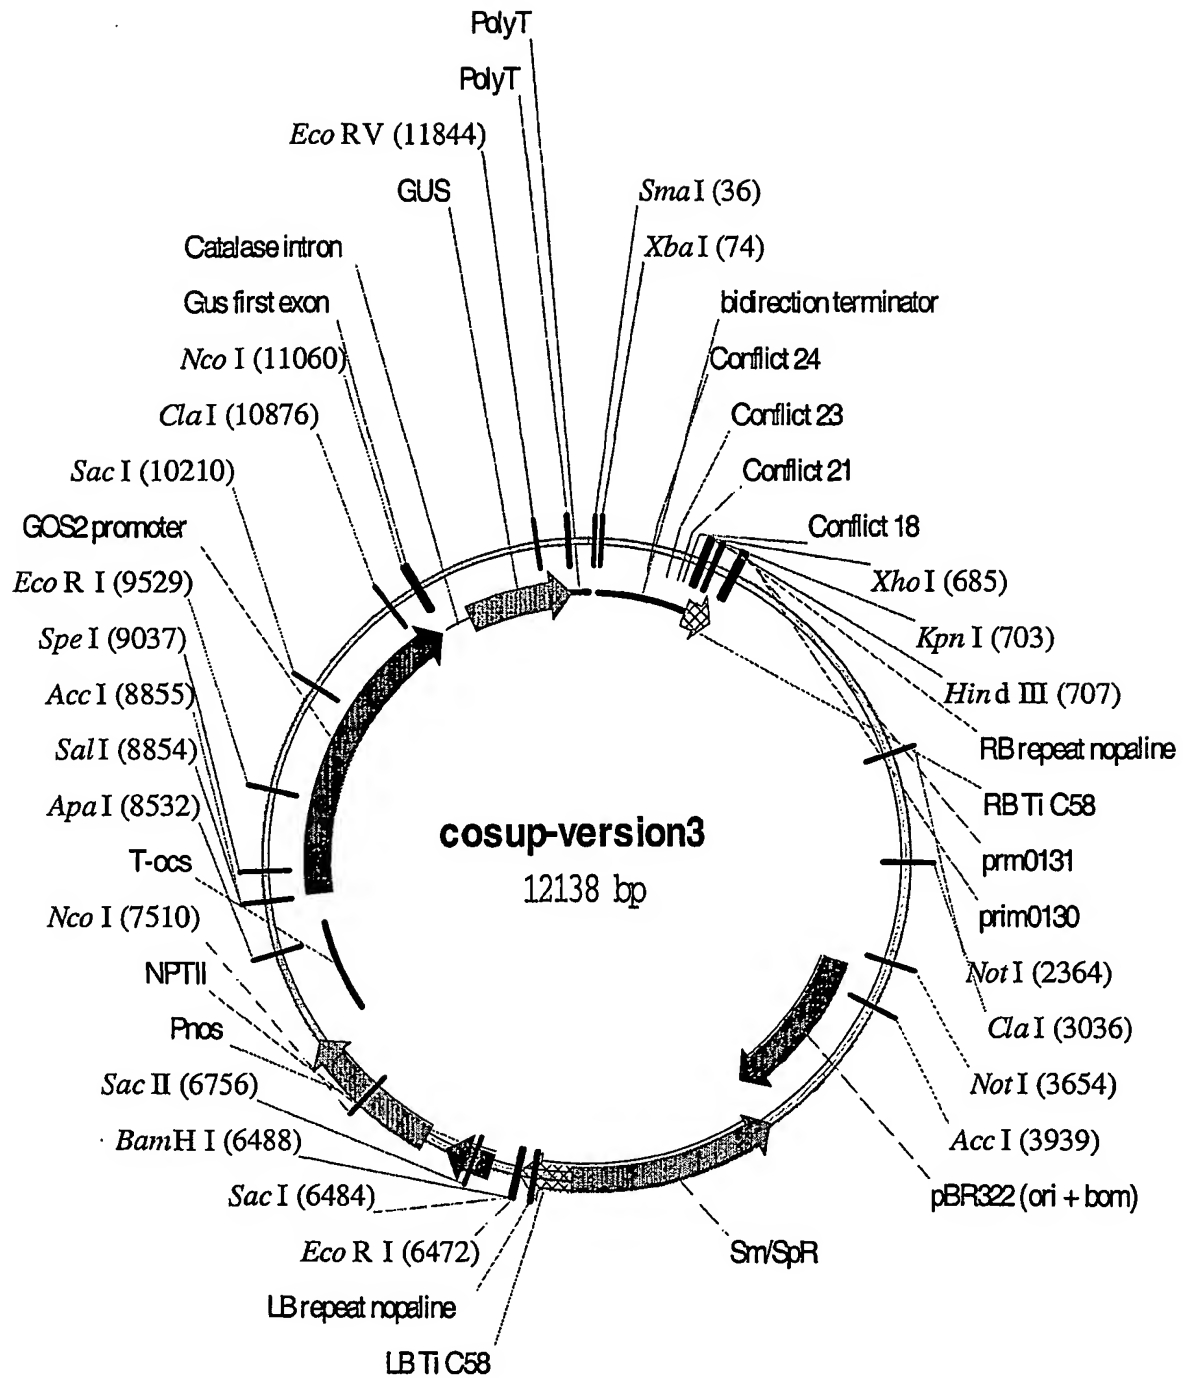 PolyT
PolyT
Eco RV (11844)
GUS
Sma I (36)
Catalase intron
Xba I (74)
Gus first exon
bidirection terminator
Nco I (11060)
Conflict 24
Cla I (10876)
Conflict 23
Sac I (10210)
Conflict 21
GOS2 promoter
Conflict 18
Eco R I (9529)
Xho I (685)
Spe I (9037)
Kpn I (703)
Acc I (8855)
Hind III (707)
Sal I (8854)
RB repeat nopaline
Apa I (8532)
RB Ti C58
cosup-version3
T-ocs
prm0131
12138 bp
Nco I (7510)
prim0130
NPTII
Not I (2364)
Pnos
Cla I (3036)
Sac II (6756)
Not I (3654)
BamH I (6488)
Acc I (3939)
Sac I (6484)
pBR322 (ori + bom)
Eco R I (6472)
Sm/SpR
LB repeat nopaline
LB Ti C58